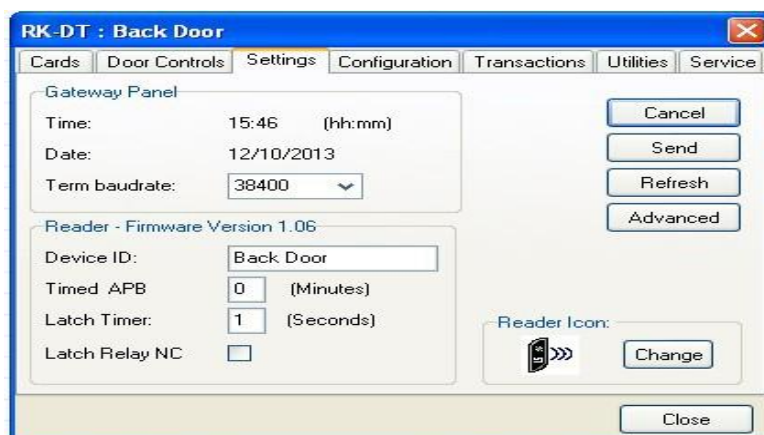 RK-DT : Back Door
Cards Door Controls Settings Configuration Transactions Utilities Service
Gateway Panel
Time: 15:46 (hh:mm)
Date: 12/10/2013
Term baudrate: 38400
Cancel
Send
Refresh
Advanced
Reader - Firmware Version 1.06
Device ID: Back Door
Timed APB 0 (Minutes)
Latch Timer: 1 (Seconds)
Latch Relay NC
Reader Icon:
Change
Close